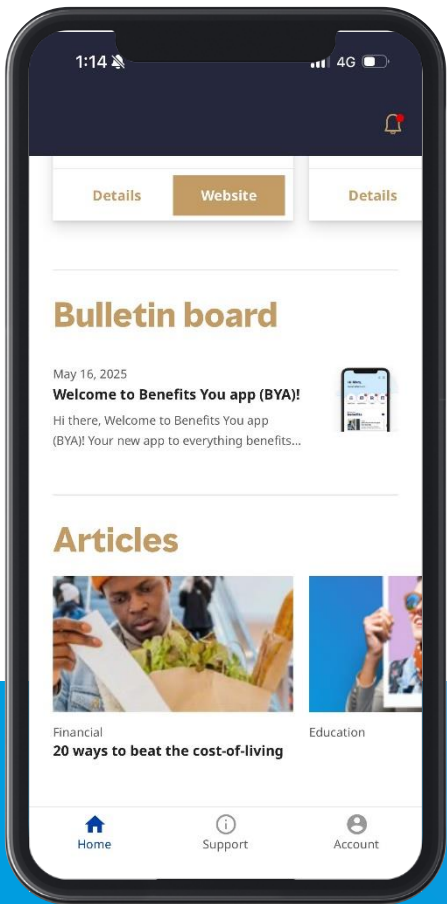 1:14 4G
Details Website Details
Bulletin board
May 16, 2025
Welcome to Benefits You app (BYA)!
Hi there, Welcome to Benefits You app
(BYA)! Your new app to everything benefits...
Articles
Financial Education
20 ways to beat the cost-of-living
Home Support Account